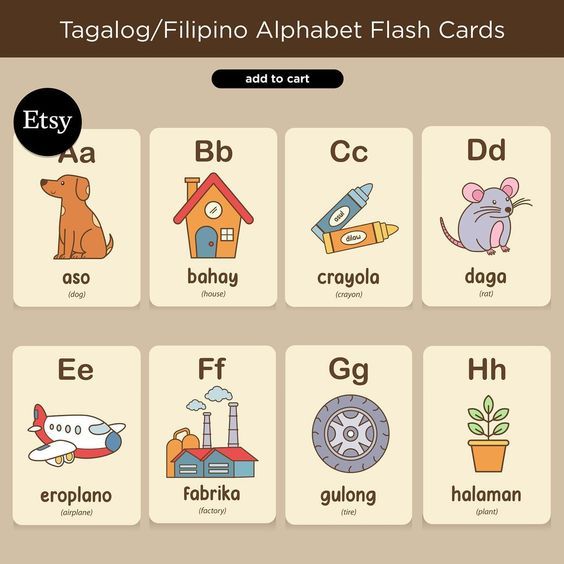 Tagalog/Filipino Alphabet Flash Cards
add to cart
Etsy
Aa
Bb
Cc
Dd
asul
dilaw
aso
bahay
crayola
daga
(dog)
(house)
(crayon)
(rat)
Ee
Ff
Gg
Hh
eroplano
fabrika
gulong
halaman
(airplane)
(factory)
(tire)
(plant)